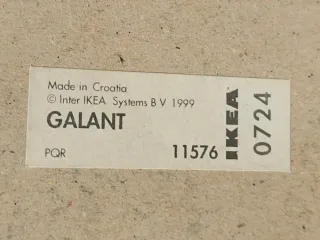 Made in Croatia
© Inter IKEA Systems B V 1999
GALANT
PQR 11576
IKEA
0724